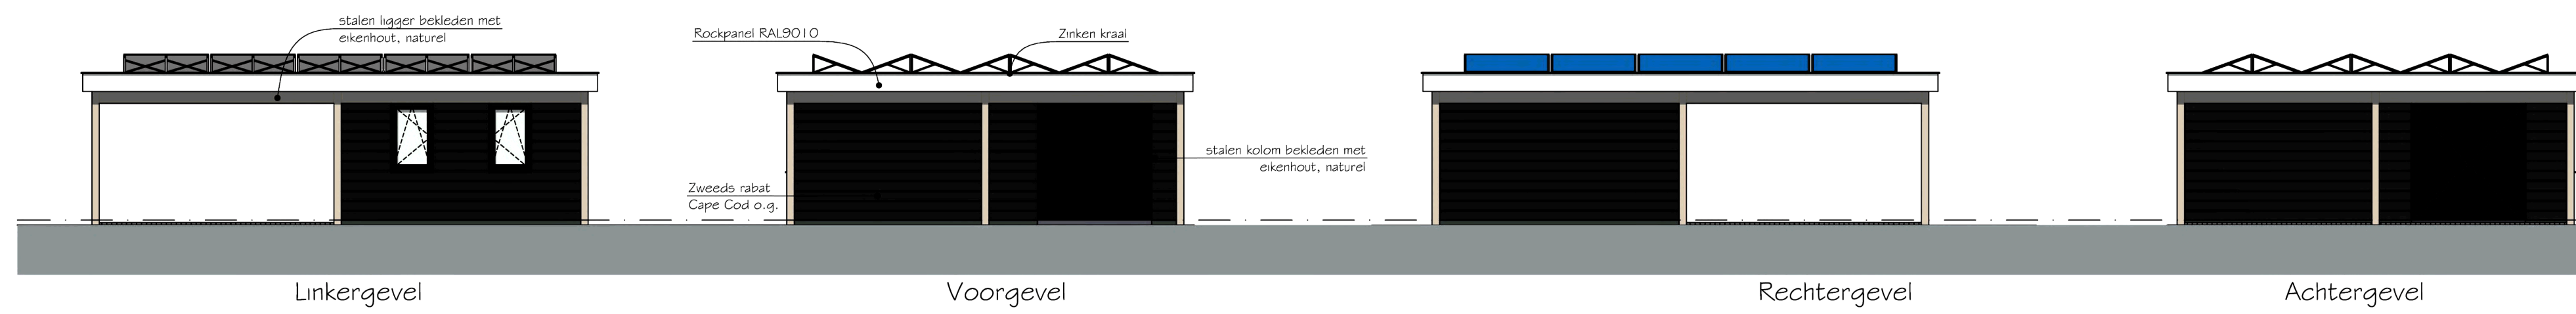 stalen ligger bekleden met
eikenhout, naturel
Rockpanel RAL9010
Zinken kraal
stalen kolom bekleden met
eikenhout, naturel
Zweeds rabat
Cape Cod o.g.
Linkergevel
Voorgevel
Rechtergevel
Achtergevel